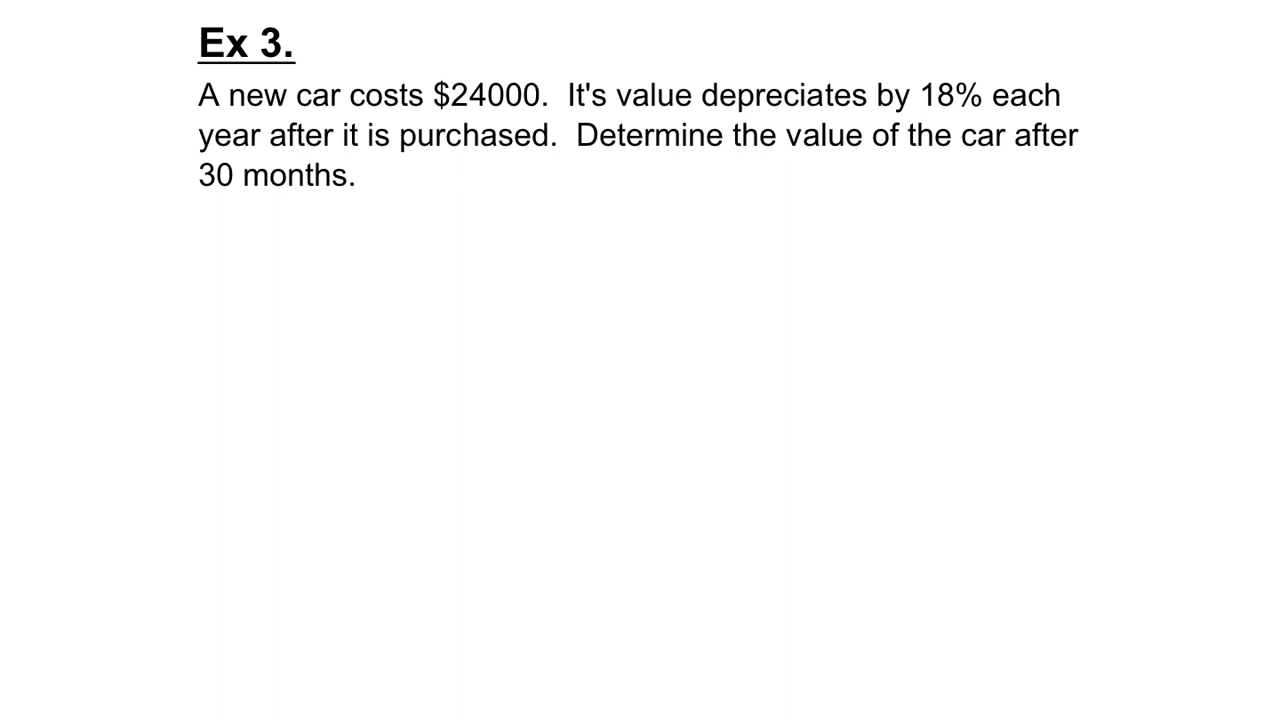 Ex 3.
A new car costs $24000.  It's value depreciates by 18% each
year after it is purchased.  Determine the value of the car after
30 months.